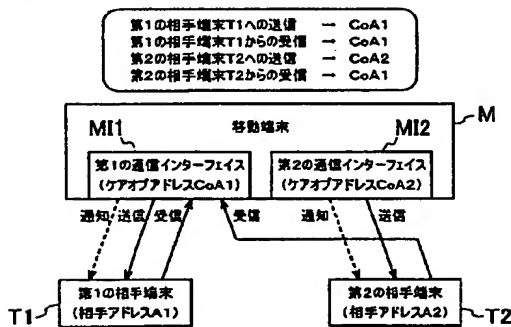 第1の相手端末T1への送信 → CoA1
第1の相手端末T1からの受信 → CoA1
第2の相手端末T2への送信 → CoA2
第2の相手端末T2からの受信 → CoA1
M
移動端末
MI1
MI2
第1の通信インターフェイス
(ケアオブアドレスCoA1)
第2の通信インターフェイス
(ケアオブアドレスCoA2)
通知 送信 受信 受信 通知 送信
第1の相手端末
(相手アドレスA1)
第2の相手端末
(相手アドレスA2)
T1
T2